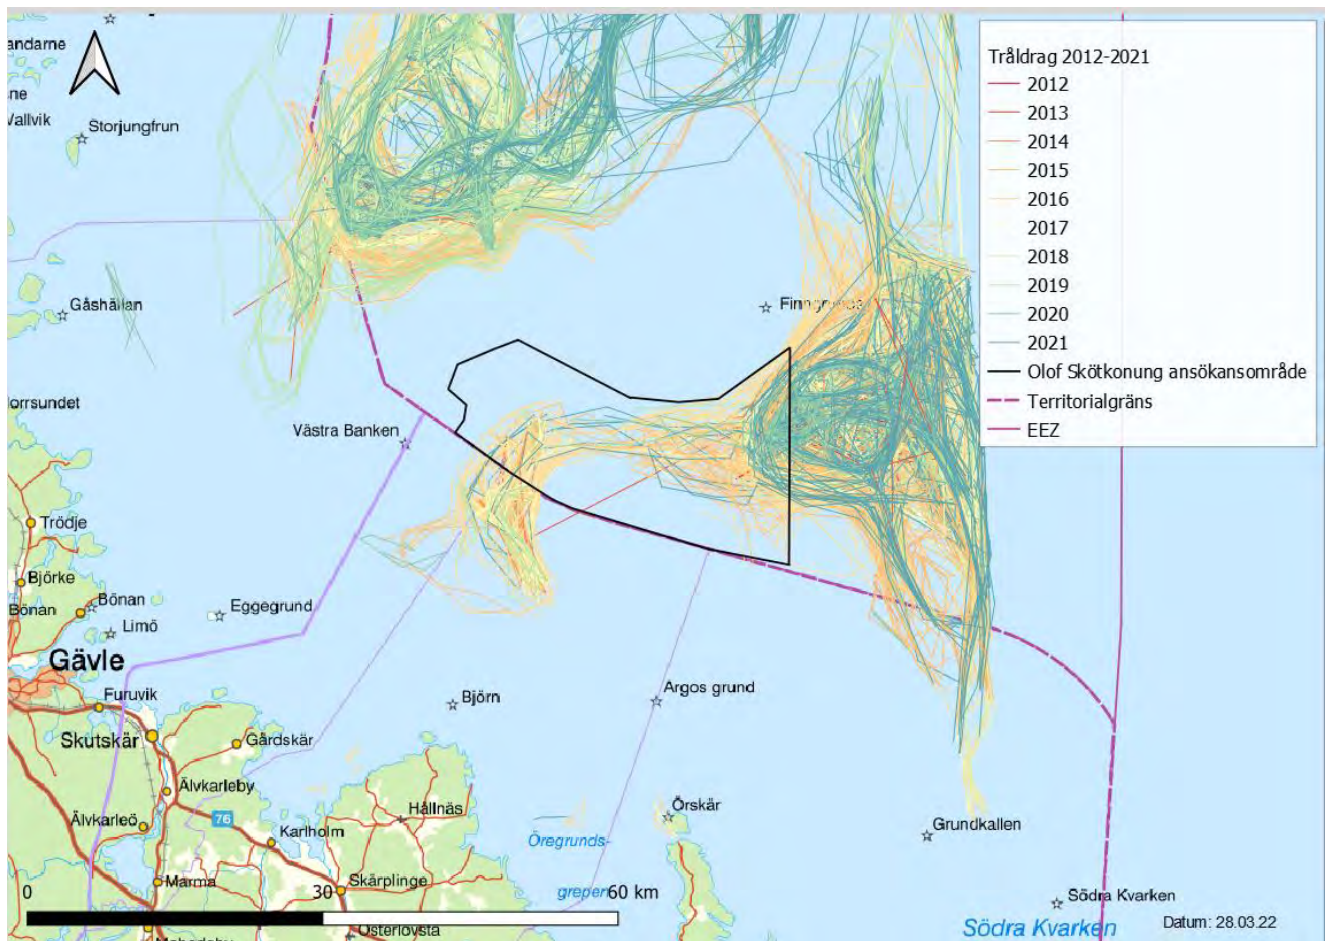 andarne
ne
Vallvik
Storjungfrun
Gåshällan
orrsundet
Västra Banken
Finngrunde
Trödje
Björke
Bönan
Bönan
Limö
Eggegrund
Gävle
Furuvik
Skutskär
Gårdskär
Björn
Argos grund
Älvkarleby
Älvkarleö
76
Karlholm
Hållnäs
Örskär
Öregrunds-
grepen
Grundkallen
Marma
Skärplinge
Södra Kvarken
Södra Kvarken
Österlövsta
0
30
60 km
Datum: 28.03.22
Tråldrag 2012-2021
2012
2013
2014
2015
2016
2017
2018
2019
2020
2021
Olof Skötkonung ansökansområde
Territorialgräns
EEZ